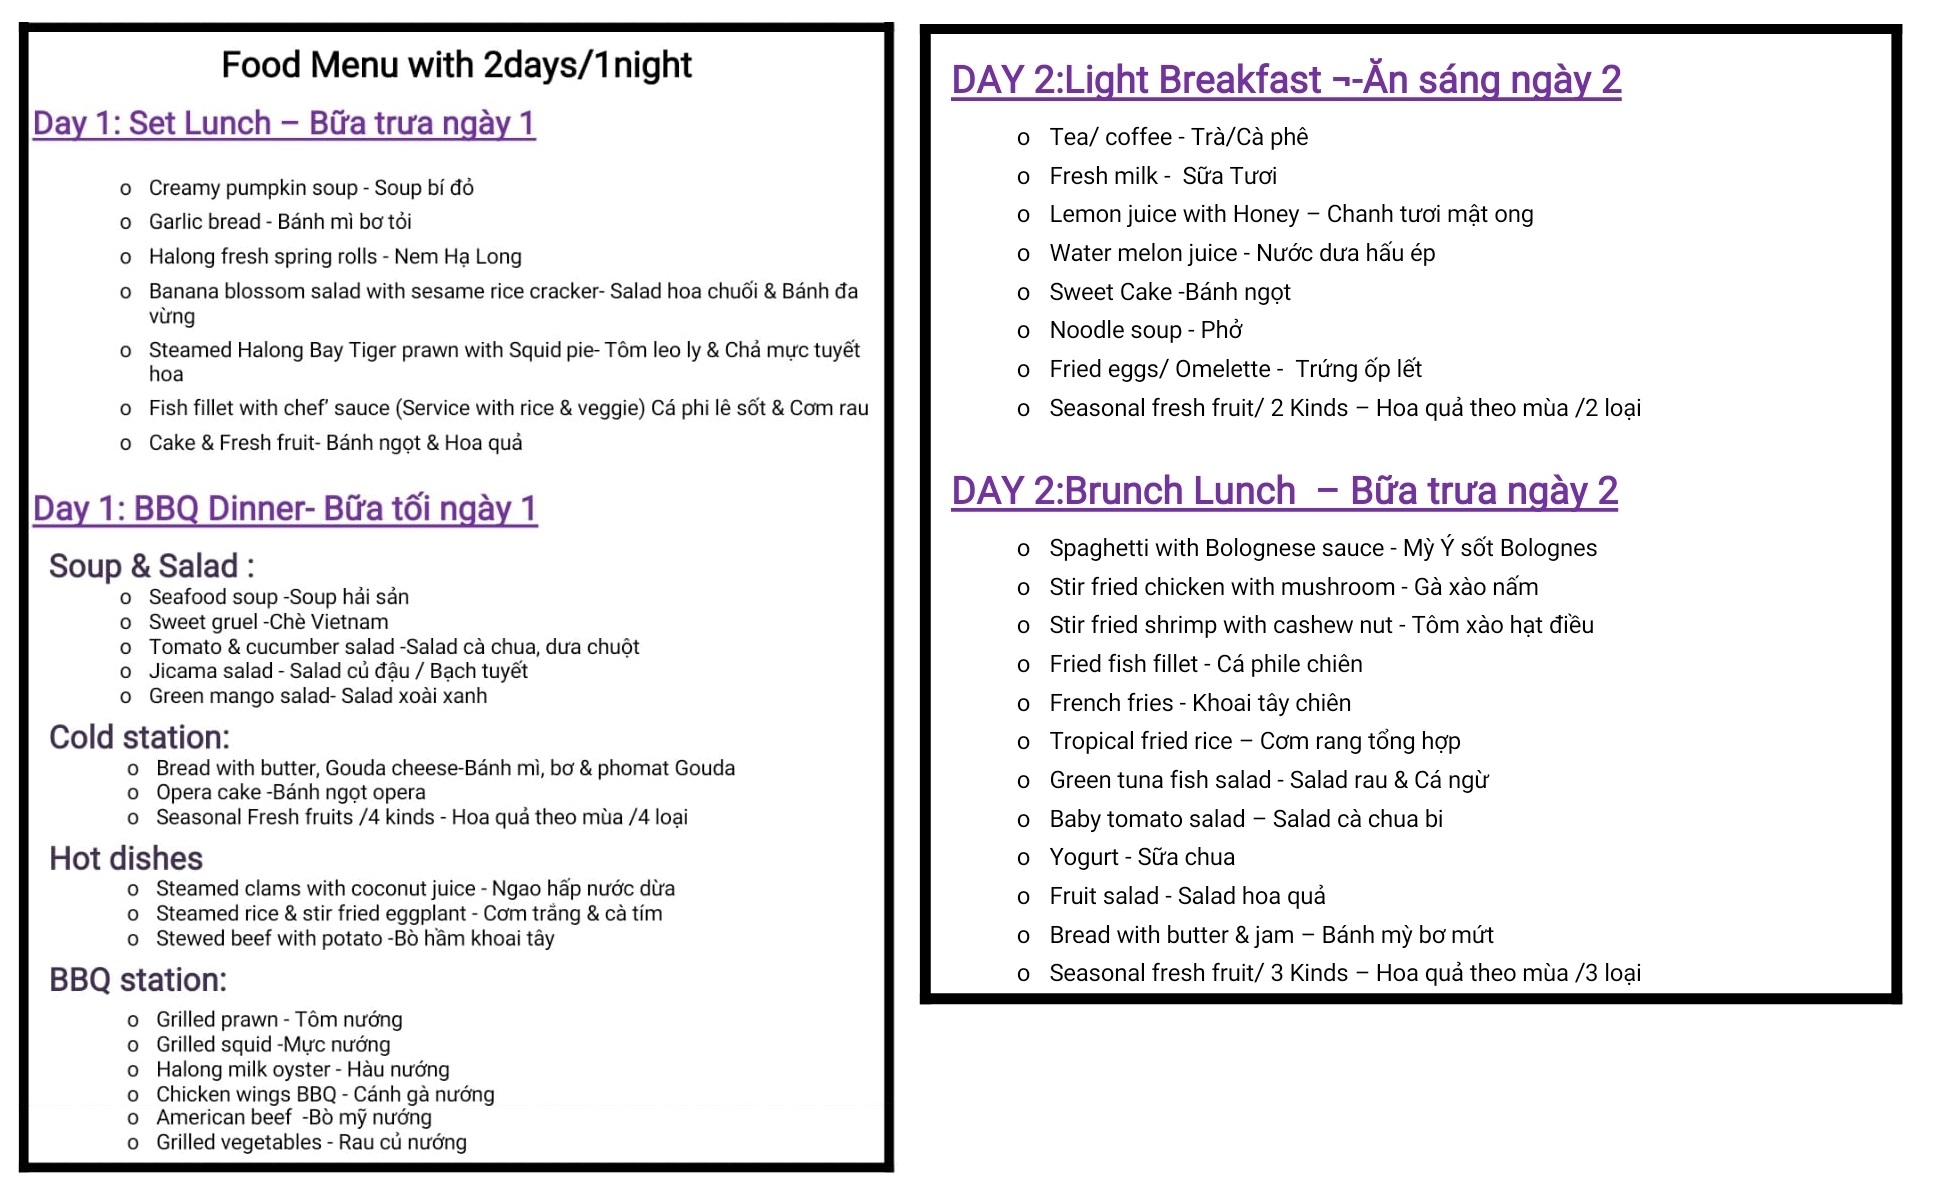 Food Menu with 2days/1night
Day 1: Set Lunch – Bữa trưa ngày 1
o Creamy pumpkin soup - Soup bí đỏ
o Garlic bread - Bánh mì bơ tỏi
o Halong fresh spring rolls - Nem Hạ Long
o Banana blossom salad with sesame rice cracker- Salad hoa chuối & Bánh đa
vừng
o Steamed Halong Bay Tiger prawn with Squid pie- Tôm leo ly & Chả mực tuyết
hoa
o Fish fillet with chef’ sauce (Service with rice & veggie) Cá phi lê sốt & Cơm rau
o Cake & Fresh fruit- Bánh ngọt & Hoa quả
Day 1: BBQ Dinner- Bữa tối ngày 1
Soup & Salad :
o Seafood soup -Soup hải sản
o Sweet gruel -Chè Vietnam
o Tomato & cucumber salad -Salad cà chua, dưa chuột
o Jicama salad - Salad củ đậu / Bạch tuyết
o Green mango salad- Salad xoài xanh
Cold station:
o Bread with butter, Gouda cheese-Bánh mì, bơ & phomat Gouda
o Opera cake -Bánh ngọt opera
o Seasonal Fresh fruits /4 kinds - Hoa quả theo mùa /4 loại
Hot dishes
o Steamed clams with coconut juice - Ngao hấp nước dừa
o Steamed rice & stir fried eggplant - Cơm trắng & cà tím
o Stewed beef with potato -Bò hầm khoai tây
BBQ station:
o Grilled prawn - Tôm nướng
o Grilled squid -Mực nướng
o Halong milk oyster - Hàu nướng
o Chicken wings BBQ - Cánh gà nướng
o American beef -Bò mỹ nướng
o Grilled vegetables - Rau củ nướng
DAY 2:Light Breakfast ¬-Ăn sáng ngày 2
o Tea/ coffee - Trà/Cà phê
o Fresh milk - Sữa Tươi
o Lemon juice with Honey – Chanh tươi mật ong
o Water melon juice - Nước dưa hấu ép
o Sweet Cake -Bánh ngọt
o Noodle soup - Phở
o Fried eggs/ Omelette - Trứng ốp lết
o Seasonal fresh fruit/ 2 Kinds – Hoa quả theo mùa /2 loại
DAY 2:Brunch Lunch – Bữa trưa ngày 2
o Spaghetti with Bolognese sauce - Mỳ Ý sốt Bolognes
o Stir fried chicken with mushroom - Gà xào nấm
o Stir fried shrimp with cashew nut - Tôm xào hạt điều
o Fried fish fillet - Cá phile chiên
o French fries - Khoai tây chiên
o Tropical fried rice – Cơm rang tổng hợp
o Green tuna fish salad - Salad rau & Cá ngừ
o Baby tomato salad – Salad cà chua bi
o Yogurt - Sữa chua
o Fruit salad - Salad hoa quả
o Bread with butter & jam – Bánh mỳ bơ mứt
o Seasonal fresh fruit/ 3 Kinds – Hoa quả theo mùa /3 loại